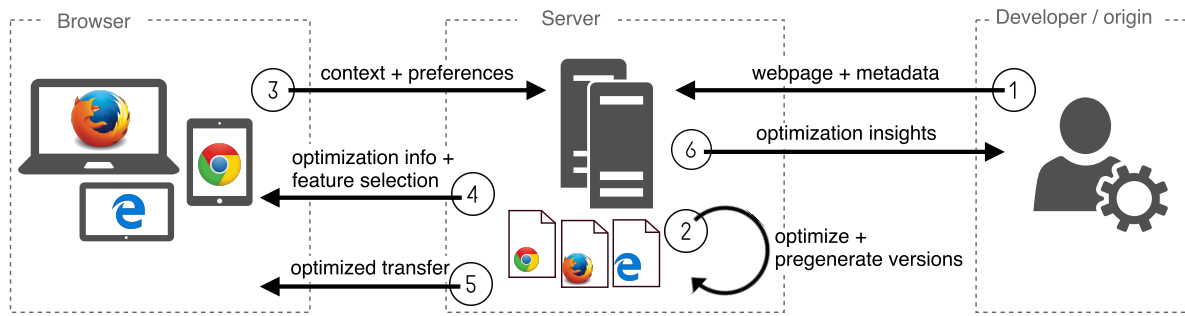 Browser
Server
Developer / origin
3
context + preferences
webpage + metadata
1
6
optimization insights
optimization info +
feature selection
4
2
optimize +
pregenerate versions
optimized transfer
5